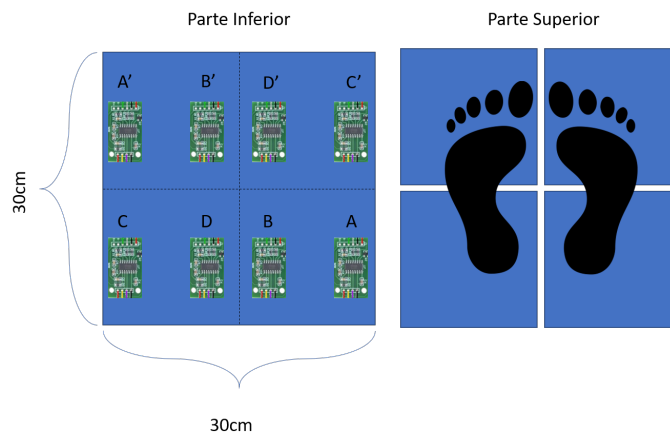 Parte Inferior
Parte Superior
A’ B’ D’ C’
C D B A
30cm
30cm